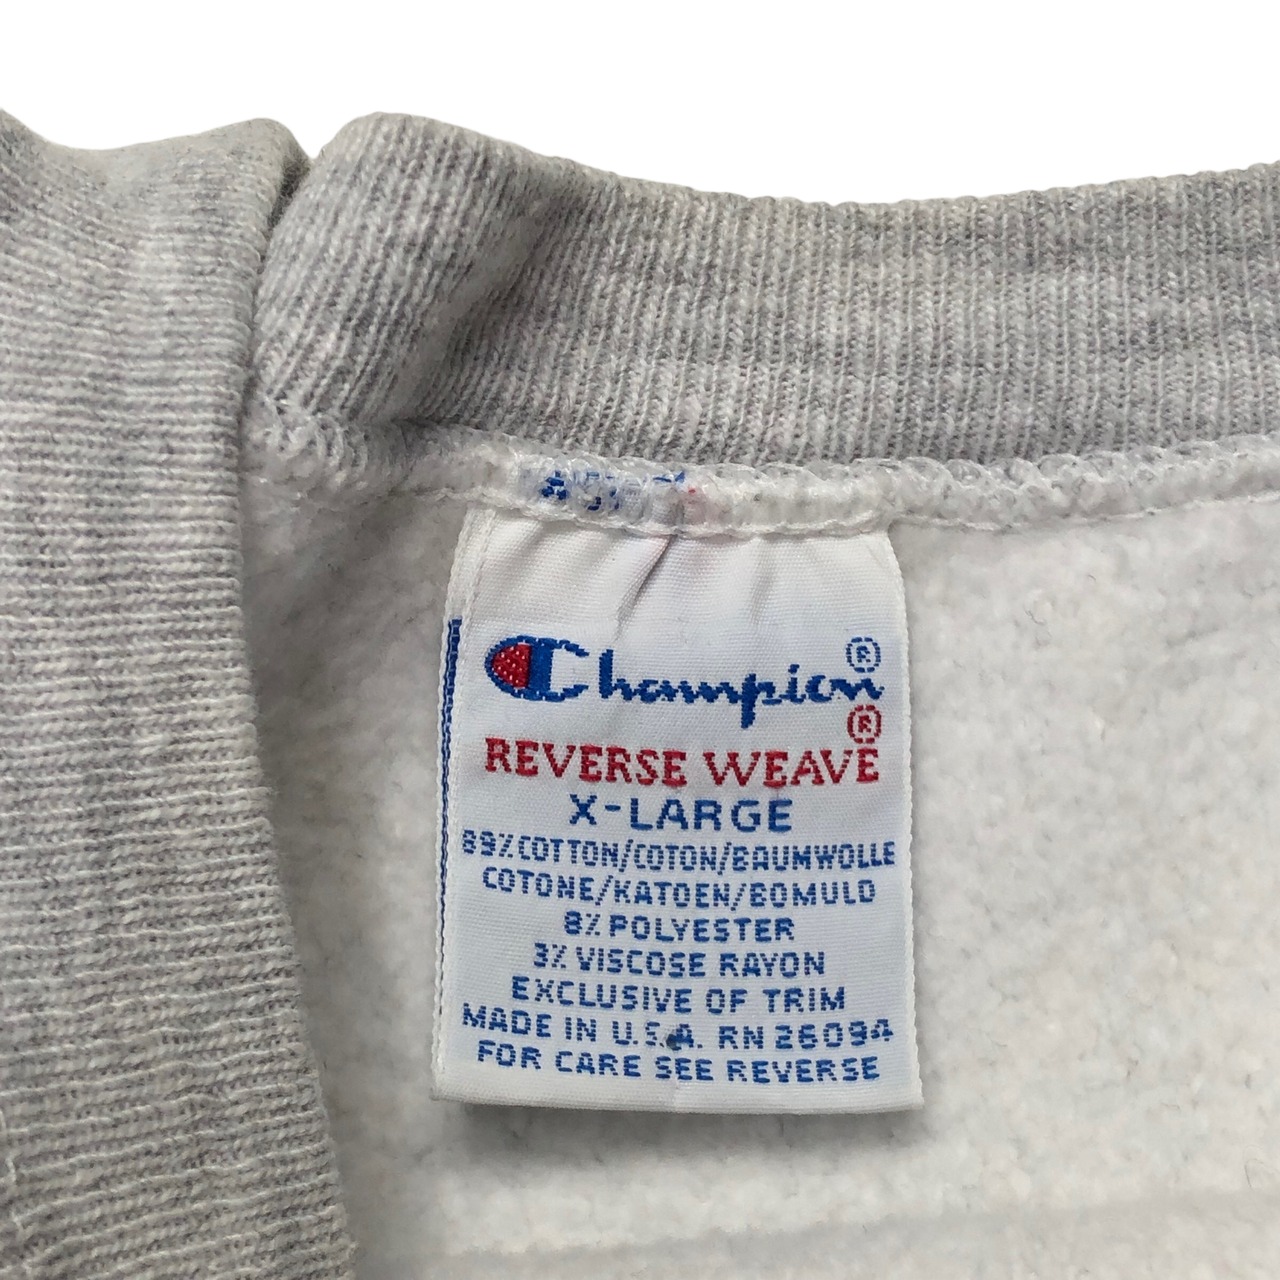 Champion®
®
REVERSE WEAVE
X-LARGE
89% COTTON/COTON/BAUMWOLLE
COTONE/KATOEN/BOMULD
8% POLYESTER
3% VISCOSE RAYON
EXCLUSIVE OF TRIM
MADE IN U.S.A. RN 26094
FOR CARE SEE REVERSE